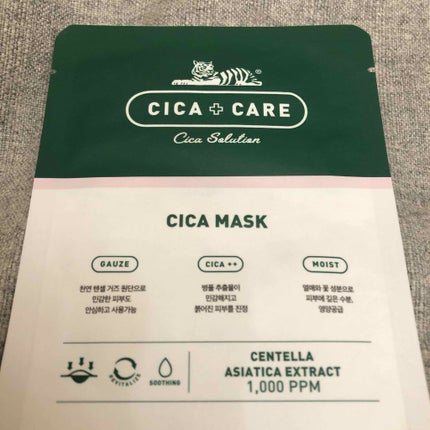 ®
CICA + CARE
Cica Solution
CICA MASK
GAUZE
천연 텐셀 거즈 원단으로
민감한 피부도
안심하고 사용가능
CICA ++
병풀 추출물이
민감해지고
붉어진 피부를 진정
MOIST
열매와 꽃 성분으로
피부에 깊은 수분,
영양공급
REVITALIZE
SOOTHING
CENTELLA
ASIATICA EXTRACT
1,000 PPM